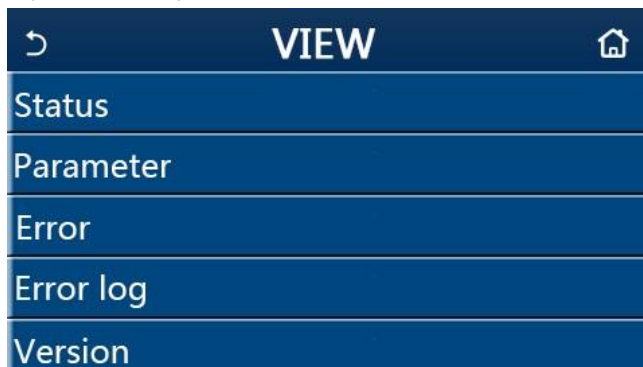 VIEW
Status
Parameter
Error
Error log
Version